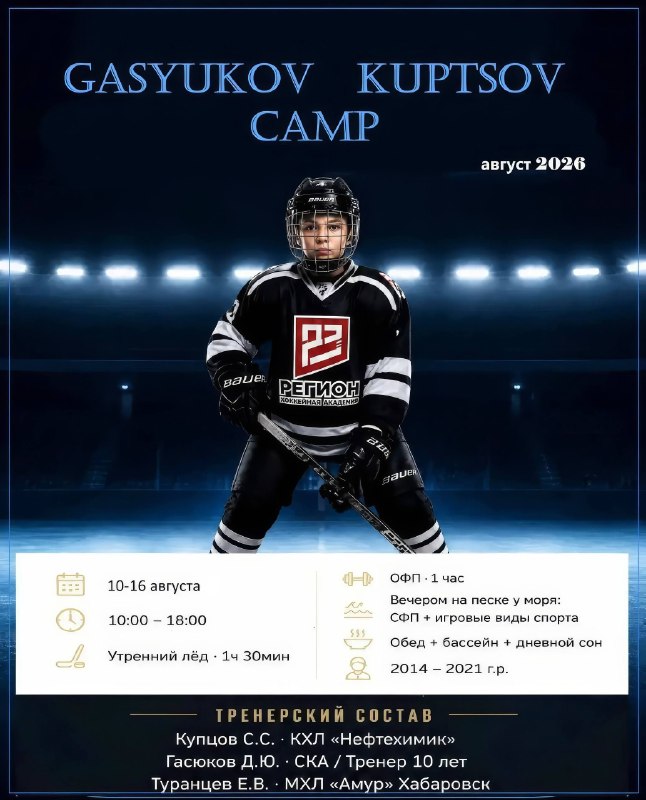 GASYUKOV KUPTSOV
CAMP
август 2026
BAUER
РЕГИОН
ХОККЕЙНАЯ АКАДЕМИЯ
BAUER
BAUER
10-16 августа
10:00 – 18:00
Утренний лёд · 1ч 30мин
ОФП · 1 час
Вечером на песке у моря:
СФП + игровые виды спорта
Обед + бассейн + дневной сон
2014 – 2021 г.р.
ТРЕНЕРСКИЙ СОСТАВ
Купцов С.С. · КХЛ «Нефтехимик»
Гасюков Д.Ю. · СКА / Тренер 10 лет
Туранцев Е.В. · МХЛ «Амур» Хабаровск